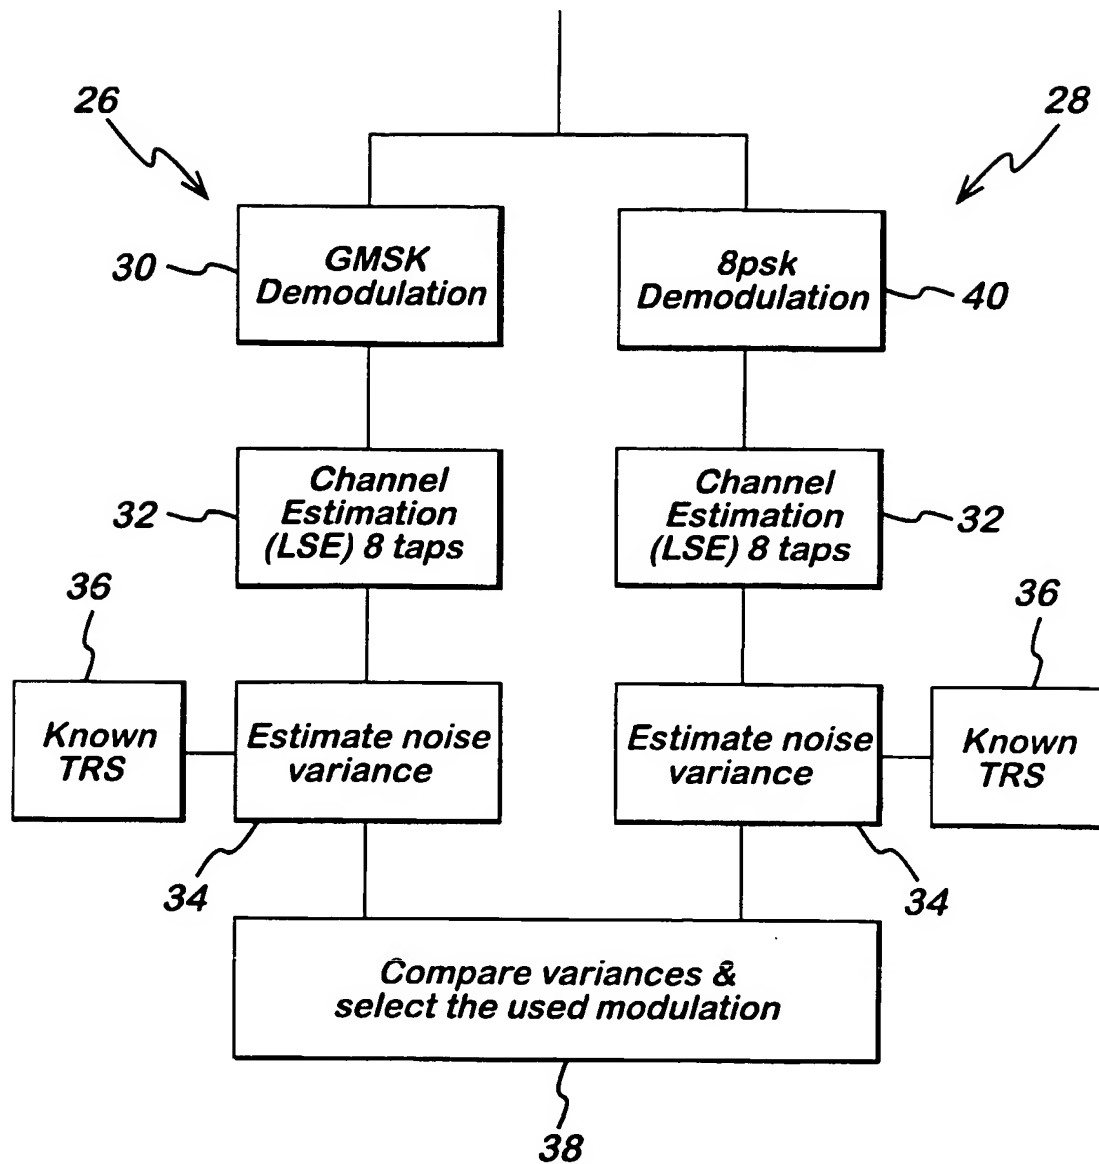 26
28
30
GMSK
Demodulation
8psk
Demodulation
40
32
Channel
Estimation
(LSE) 8 taps
Channel
Estimation
(LSE) 8 taps
32
36
36
Known
TRS
Estimate noise
variance
Estimate noise
variance
Known
TRS
34
34
Compare variances &
select the used modulation
38